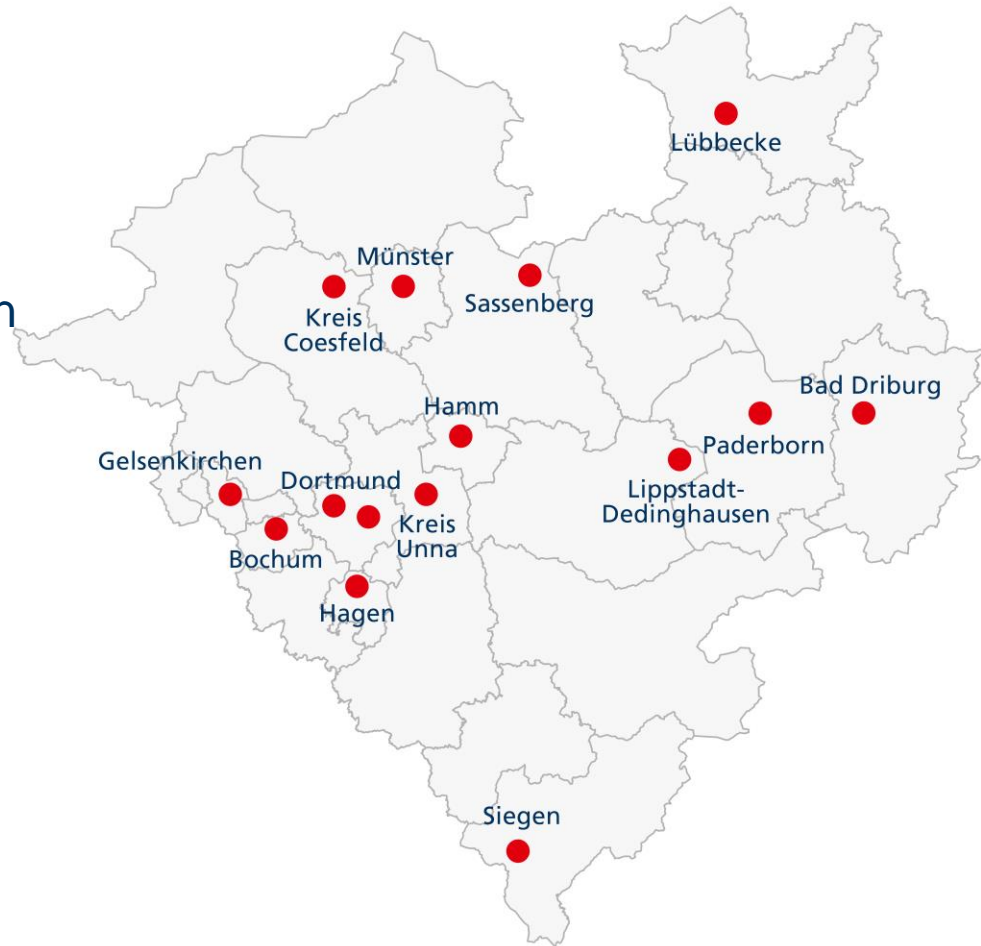 Lübbecke
Münster
Sassenberg
Kreis
Coesfeld
n
Hamm
Bad Driburg
Paderborn
Gelsenkirchen
Dortmund
Lippstadt-
Dedinghausen
Kreis
Unna
Bochum
Hagen
Siegen